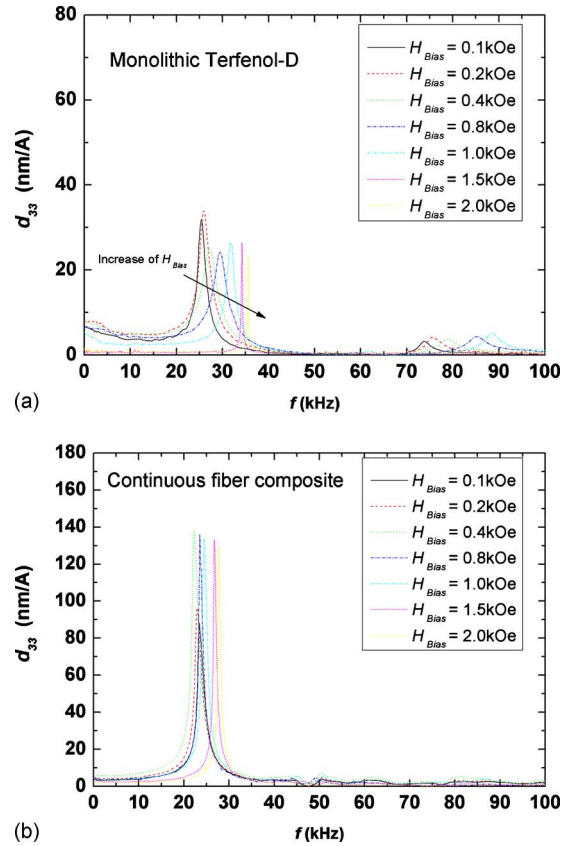 80
60
40
20
0
d33 (nm/A)
Monolithic Terfenol-D
HBias = 0.1kOe
HBias = 0.2kOe
HBias = 0.4kOe
HBias = 0.8kOe
HBias = 1.0kOe
HBias = 1.5kOe
HBias = 2.0kOe
Increase of HBias
0 10 20 30 40 50 60 70 80 90 100
f (kHz)
(a)
180
160
140
120
100
80
60
40
20
0
d33 (nm/A)
Continuous fiber composite
HBias = 0.1kOe
HBias = 0.2kOe
HBias = 0.4kOe
HBias = 0.8kOe
HBias = 1.0kOe
HBias = 1.5kOe
HBias = 2.0kOe
0 10 20 30 40 50 60 70 80 90 100
f (kHz)
(b)